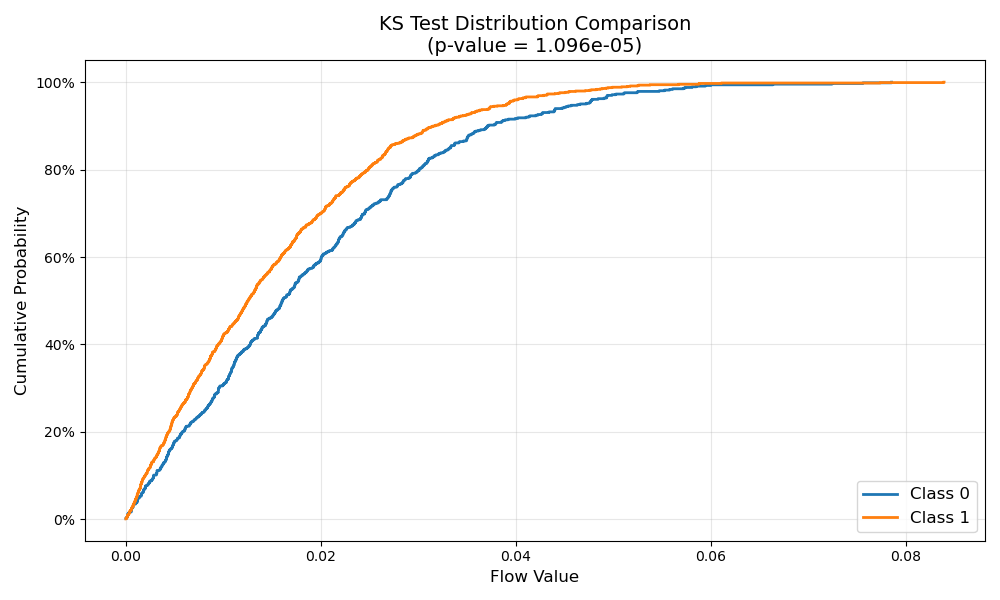 KS Test Distribution Comparison
(p-value = 1.096e-05)
Cumulative Probability
100%
80%
60%
40%
20%
0%
0.00
0.02
0.04
0.06
0.08
Flow Value
Class 0
Class 1